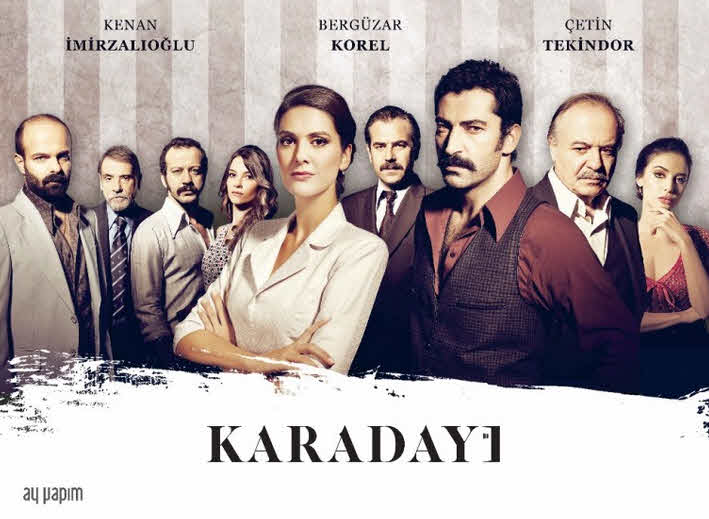 KENAN
İMİRZALIOĞLU
BERGÜZAR
KOREL
ÇETİN
TEKİNDOR
KARADAYI
ay yapım